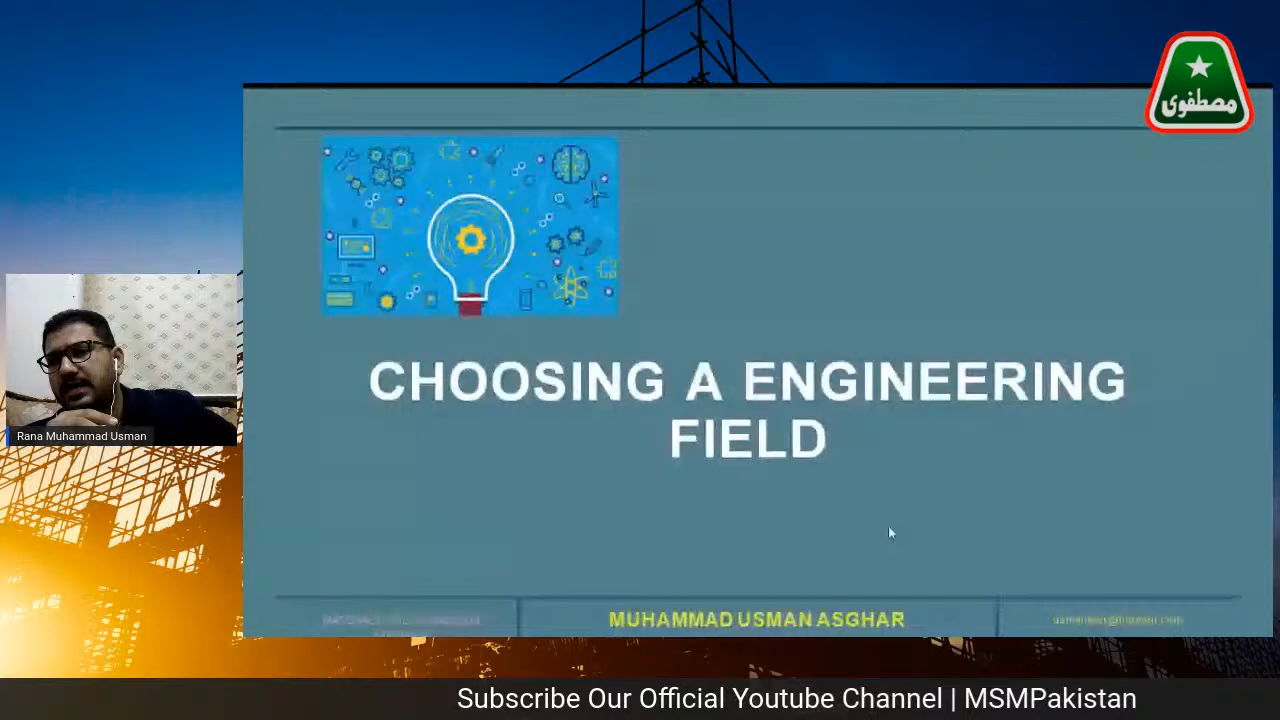 مصطفوی
CHOOSING A ENGINEERING
FIELD
Rana Muhammad Usman
MUHAMMAD USMAN ASGHAR
Subscribe Our Official Youtube Channel | MSMPakistan